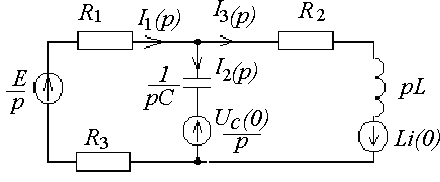 R1
I1(p)
I3(p)
R2
E/p
1/pC
I2(p)
pL
UC(0)/p
Li(0)
R3